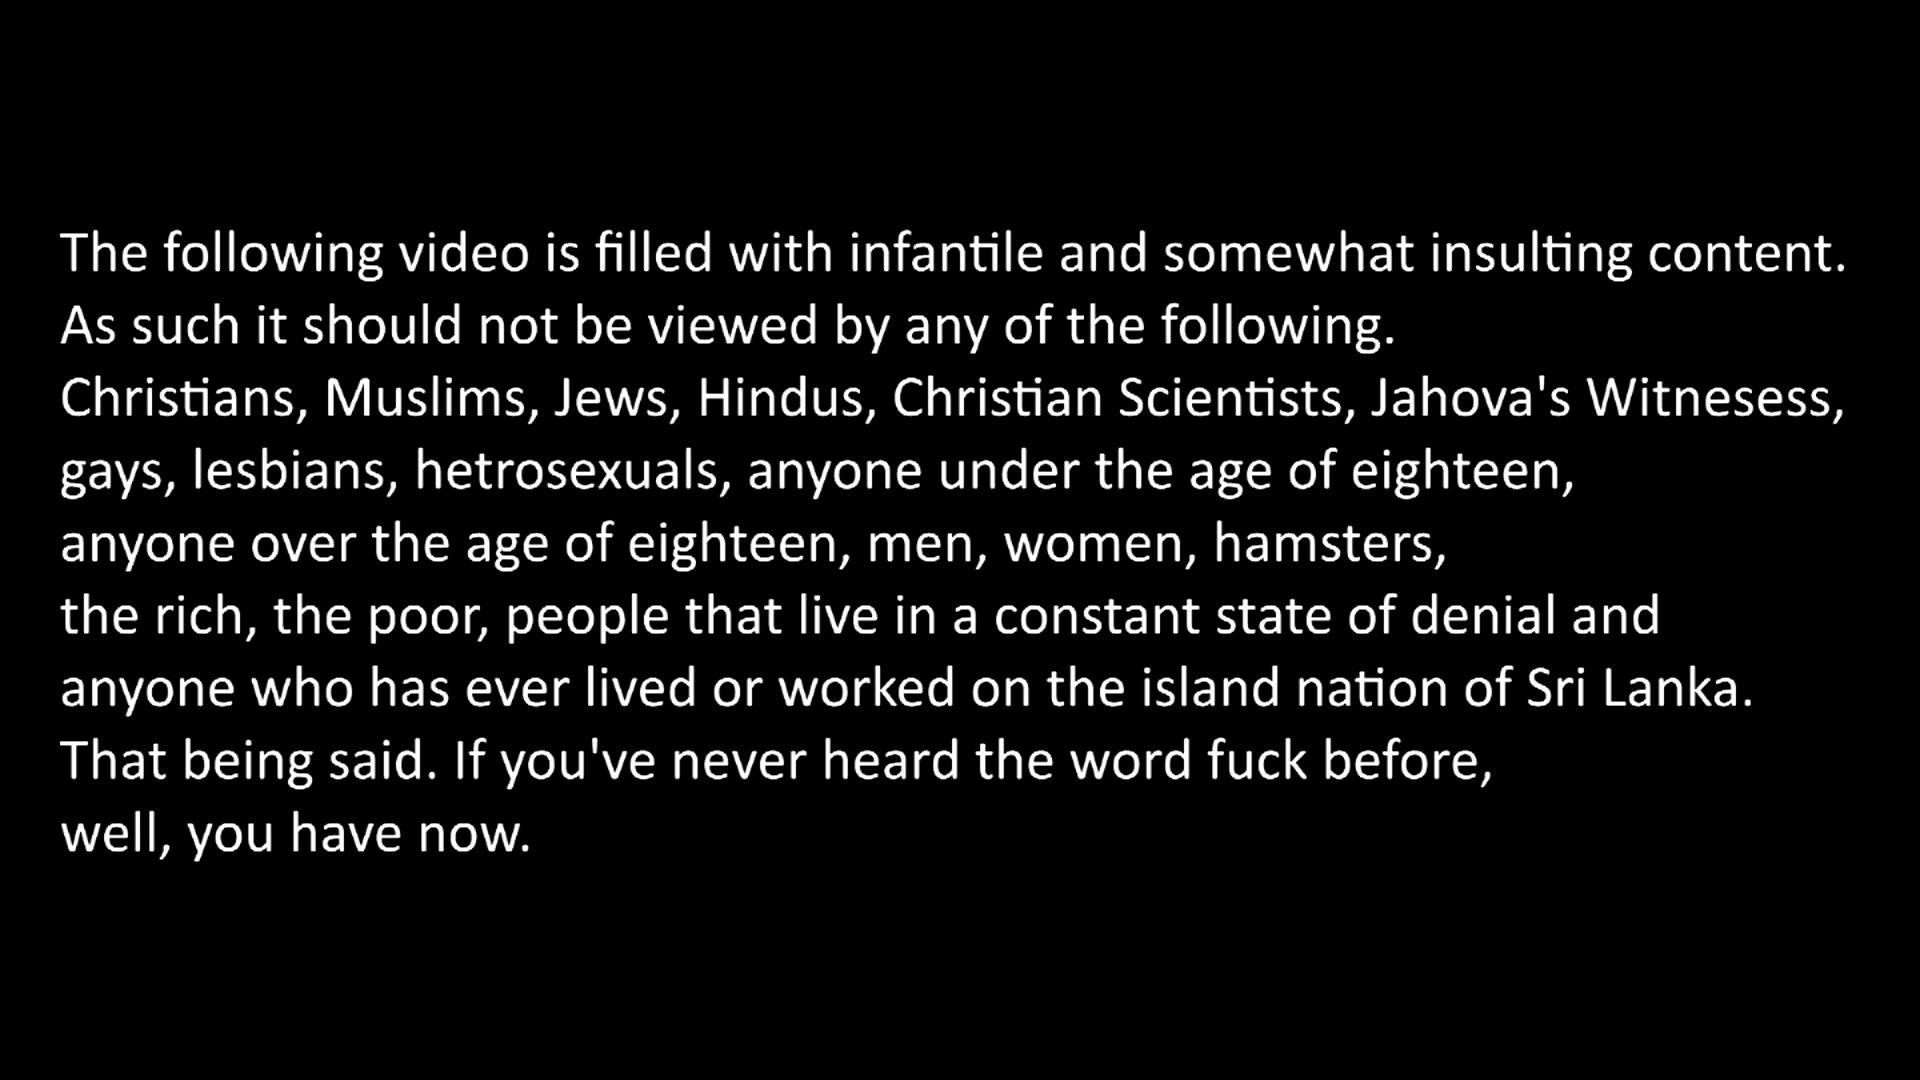 The following video is filled with infantile and somewhat insulting content.
As such it should not be viewed by any of the following.
Christians, Muslims, Jews, Hindus, Christian Scientists, Jahova's Witnesess,
gays, lesbians, hetrosexuals, anyone under the age of eighteen,
anyone over the age of eighteen, men, women, hamsters,
the rich, the poor, people that live in a constant state of denial and
anyone who has ever lived or worked on the island nation of Sri Lanka.
That being said. If you've never heard the word fuck before,
well, you have now.